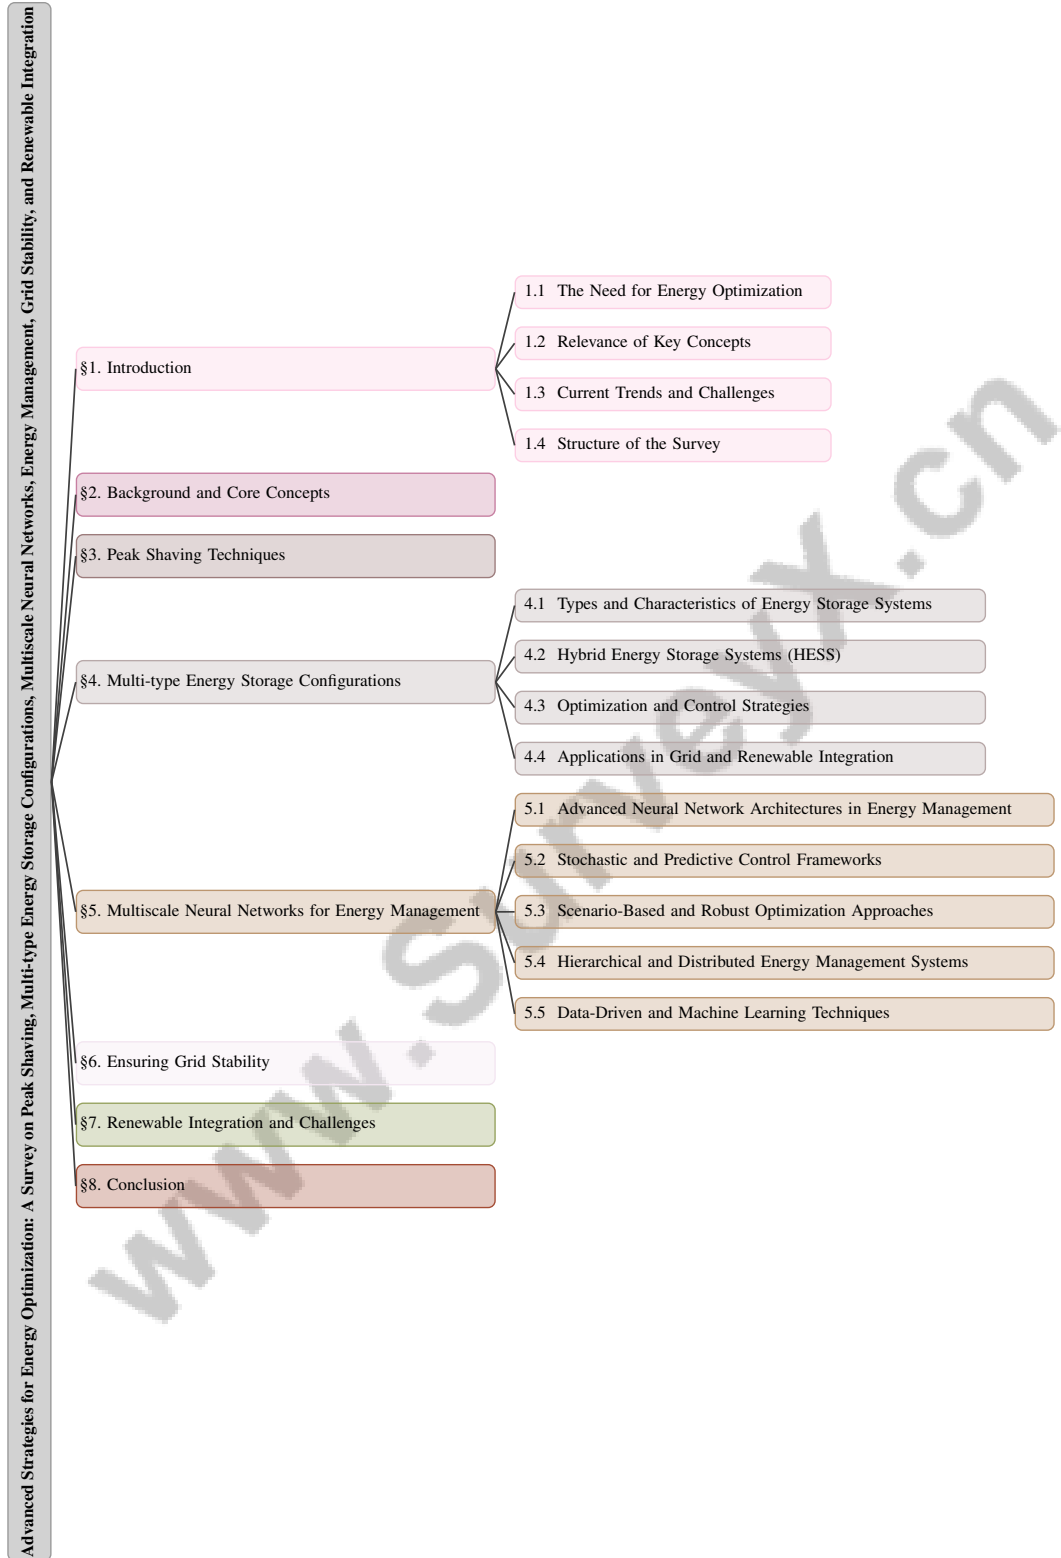 Advanced Strategies for Energy Optimization: A Survey on Peak Shaving, Multi-type Energy Storage Configurations, Multiscale Neural Networks, Energy Management, Grid Stability, and Renewable Integration
§1. Introduction
1.1 The Need for Energy Optimization
1.2 Relevance of Key Concepts
1.3 Current Trends and Challenges
1.4 Structure of the Survey
§2. Background and Core Concepts
§3. Peak Shaving Techniques
§4. Multi-type Energy Storage Configurations
4.1 Types and Characteristics of Energy Storage Systems
4.2 Hybrid Energy Storage Systems (HESS)
4.3 Optimization and Control Strategies
4.4 Applications in Grid and Renewable Integration
§5. Multiscale Neural Networks for Energy Management
5.1 Advanced Neural Network Architectures in Energy Management
5.2 Stochastic and Predictive Control Frameworks
5.3 Scenario-Based and Robust Optimization Approaches
5.4 Hierarchical and Distributed Energy Management Systems
5.5 Data-Driven and Machine Learning Techniques
§6. Ensuring Grid Stability
§7. Renewable Integration and Challenges
§8. Conclusion
www.Surveyx.cn